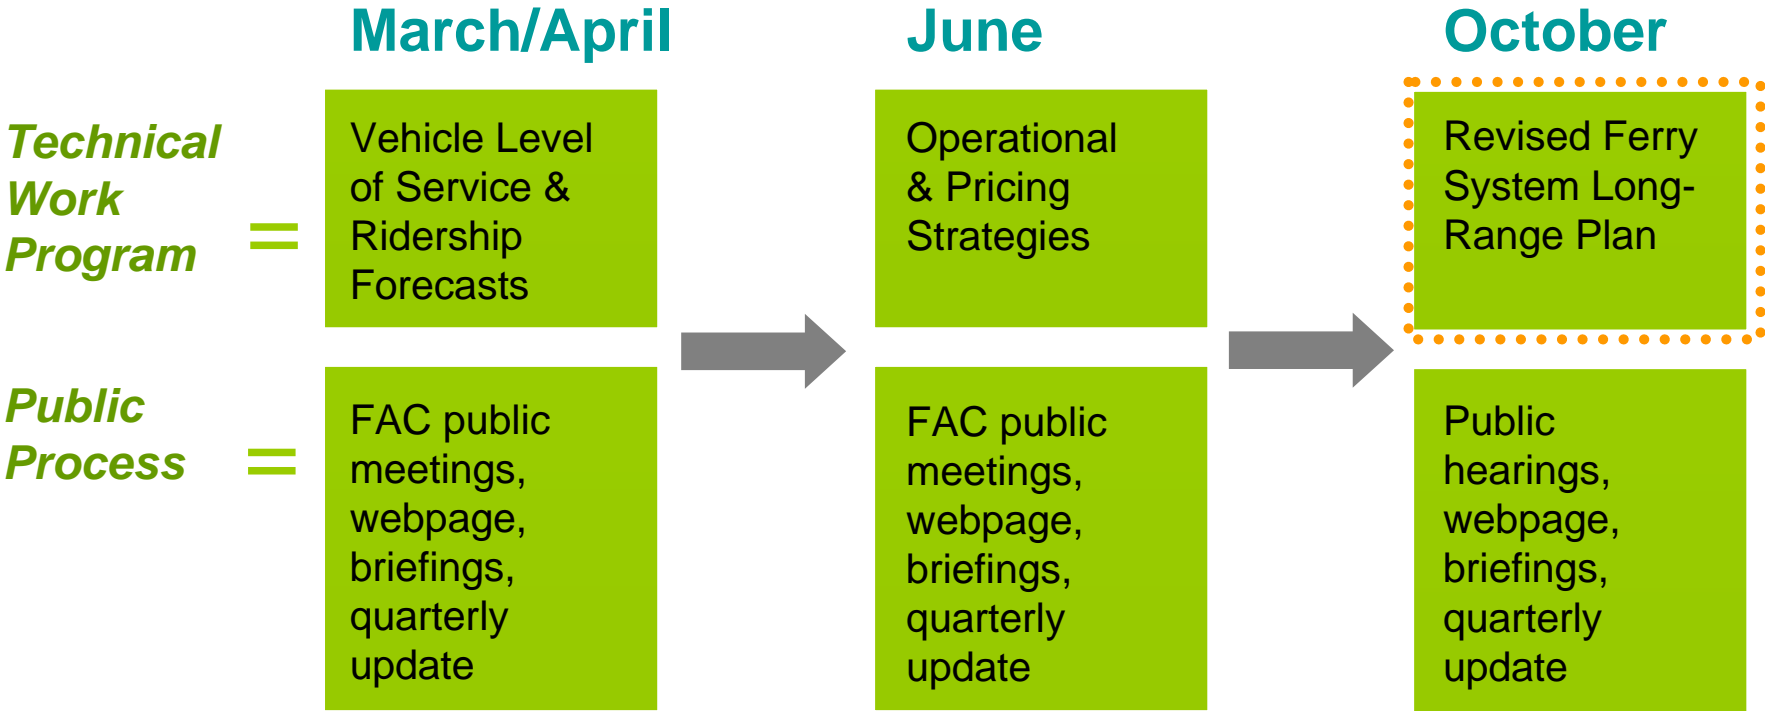 March/April
June
October
Technical
Work
Program
=
Vehicle Level
of Service &
Ridership
Forecasts
Operational
& Pricing
Strategies
Revised Ferry
System Long-
Range Plan
Public
Process
=
FAC public
meetings,
webpage,
briefings,
quarterly
update
FAC public
meetings,
webpage,
briefings,
quarterly
update
Public
hearings,
webpage,
briefings,
quarterly
update